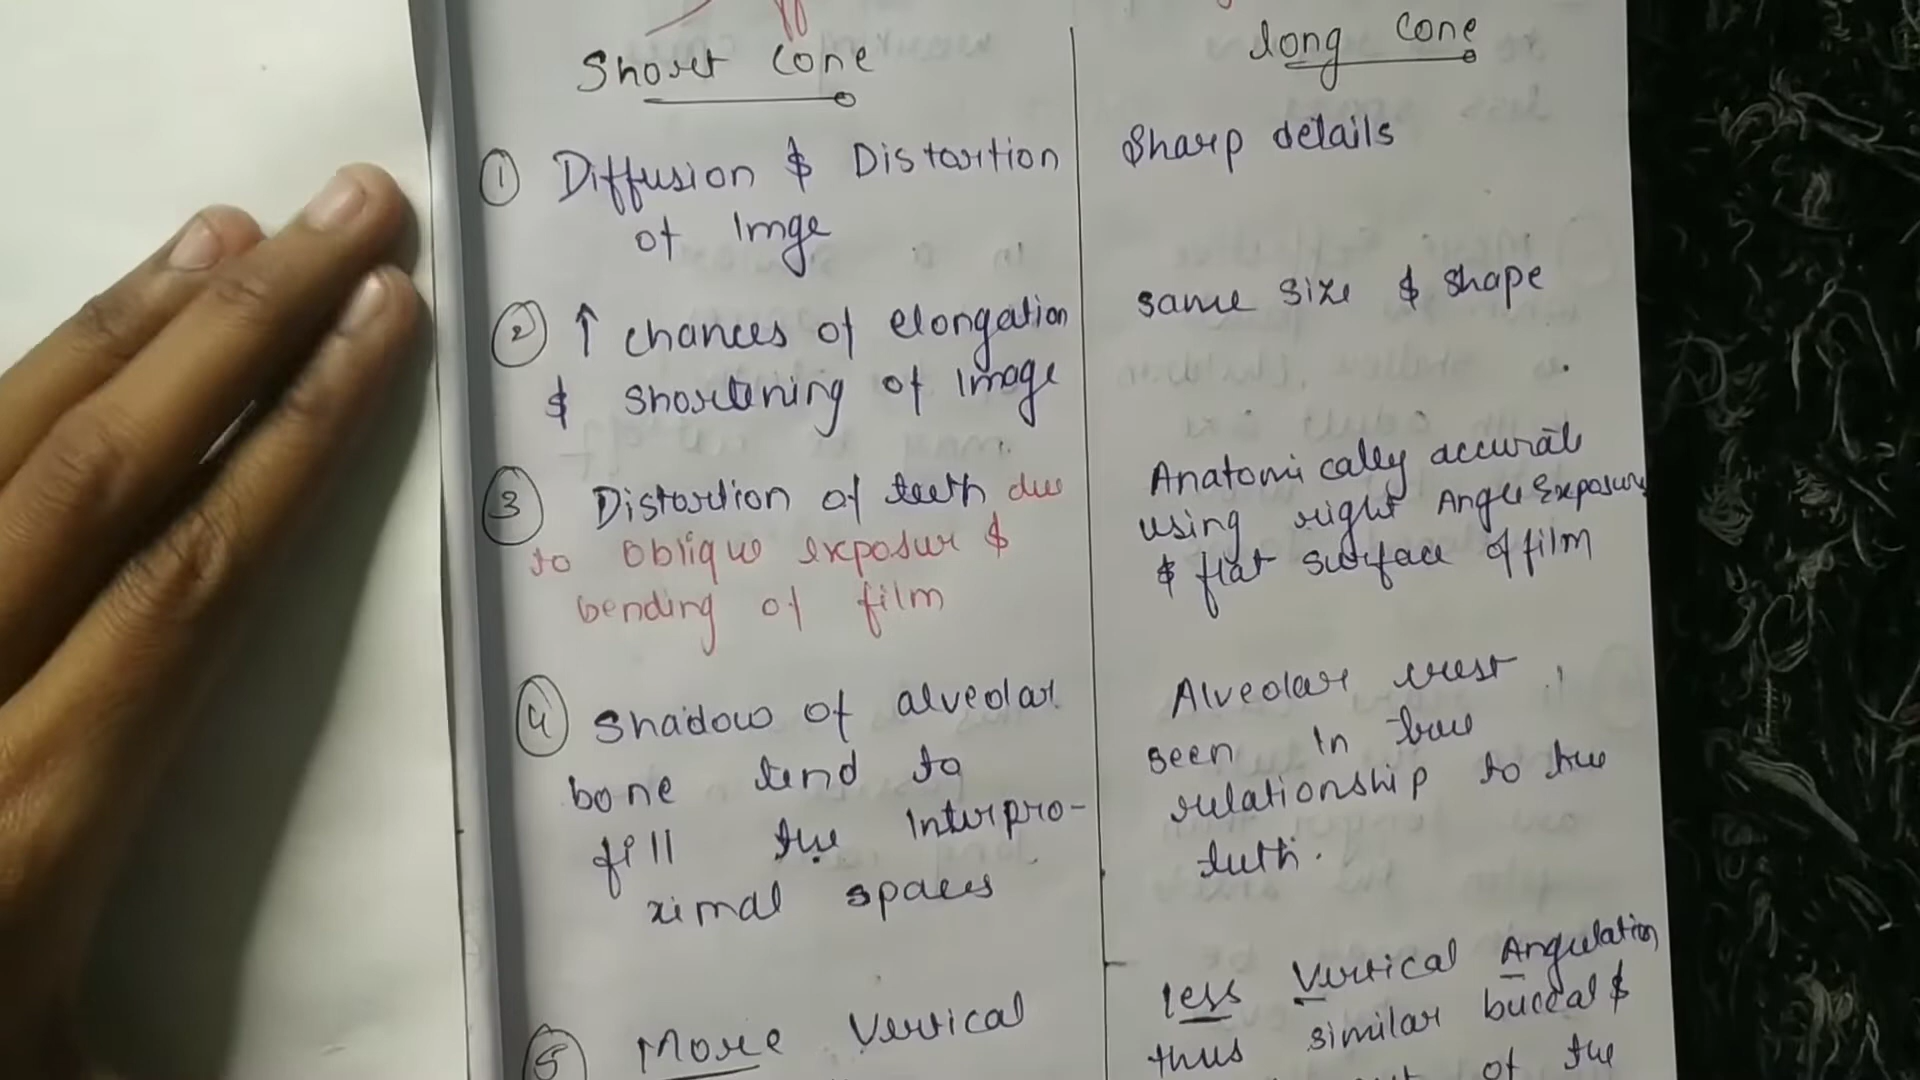 Short Cone
① Diffusion & Distortion
of Imge
② ↑ chances of elongation
& Shortening of Image
③ Distortion of teeth due
to Oblique exposur &
bending of film
④ Shadow of alveolar
bone tend to
fill the Interpro-
ximal spaces
⑤ More Vertical
long Cone
Sharp details
same size & shape
Anatomically accurate
using right Angle Exposure
& flat surface of film
Alveolar crest
seen in true
relationship to the
teeth.
less Vertical Angulation
thus similar buccal &
of the